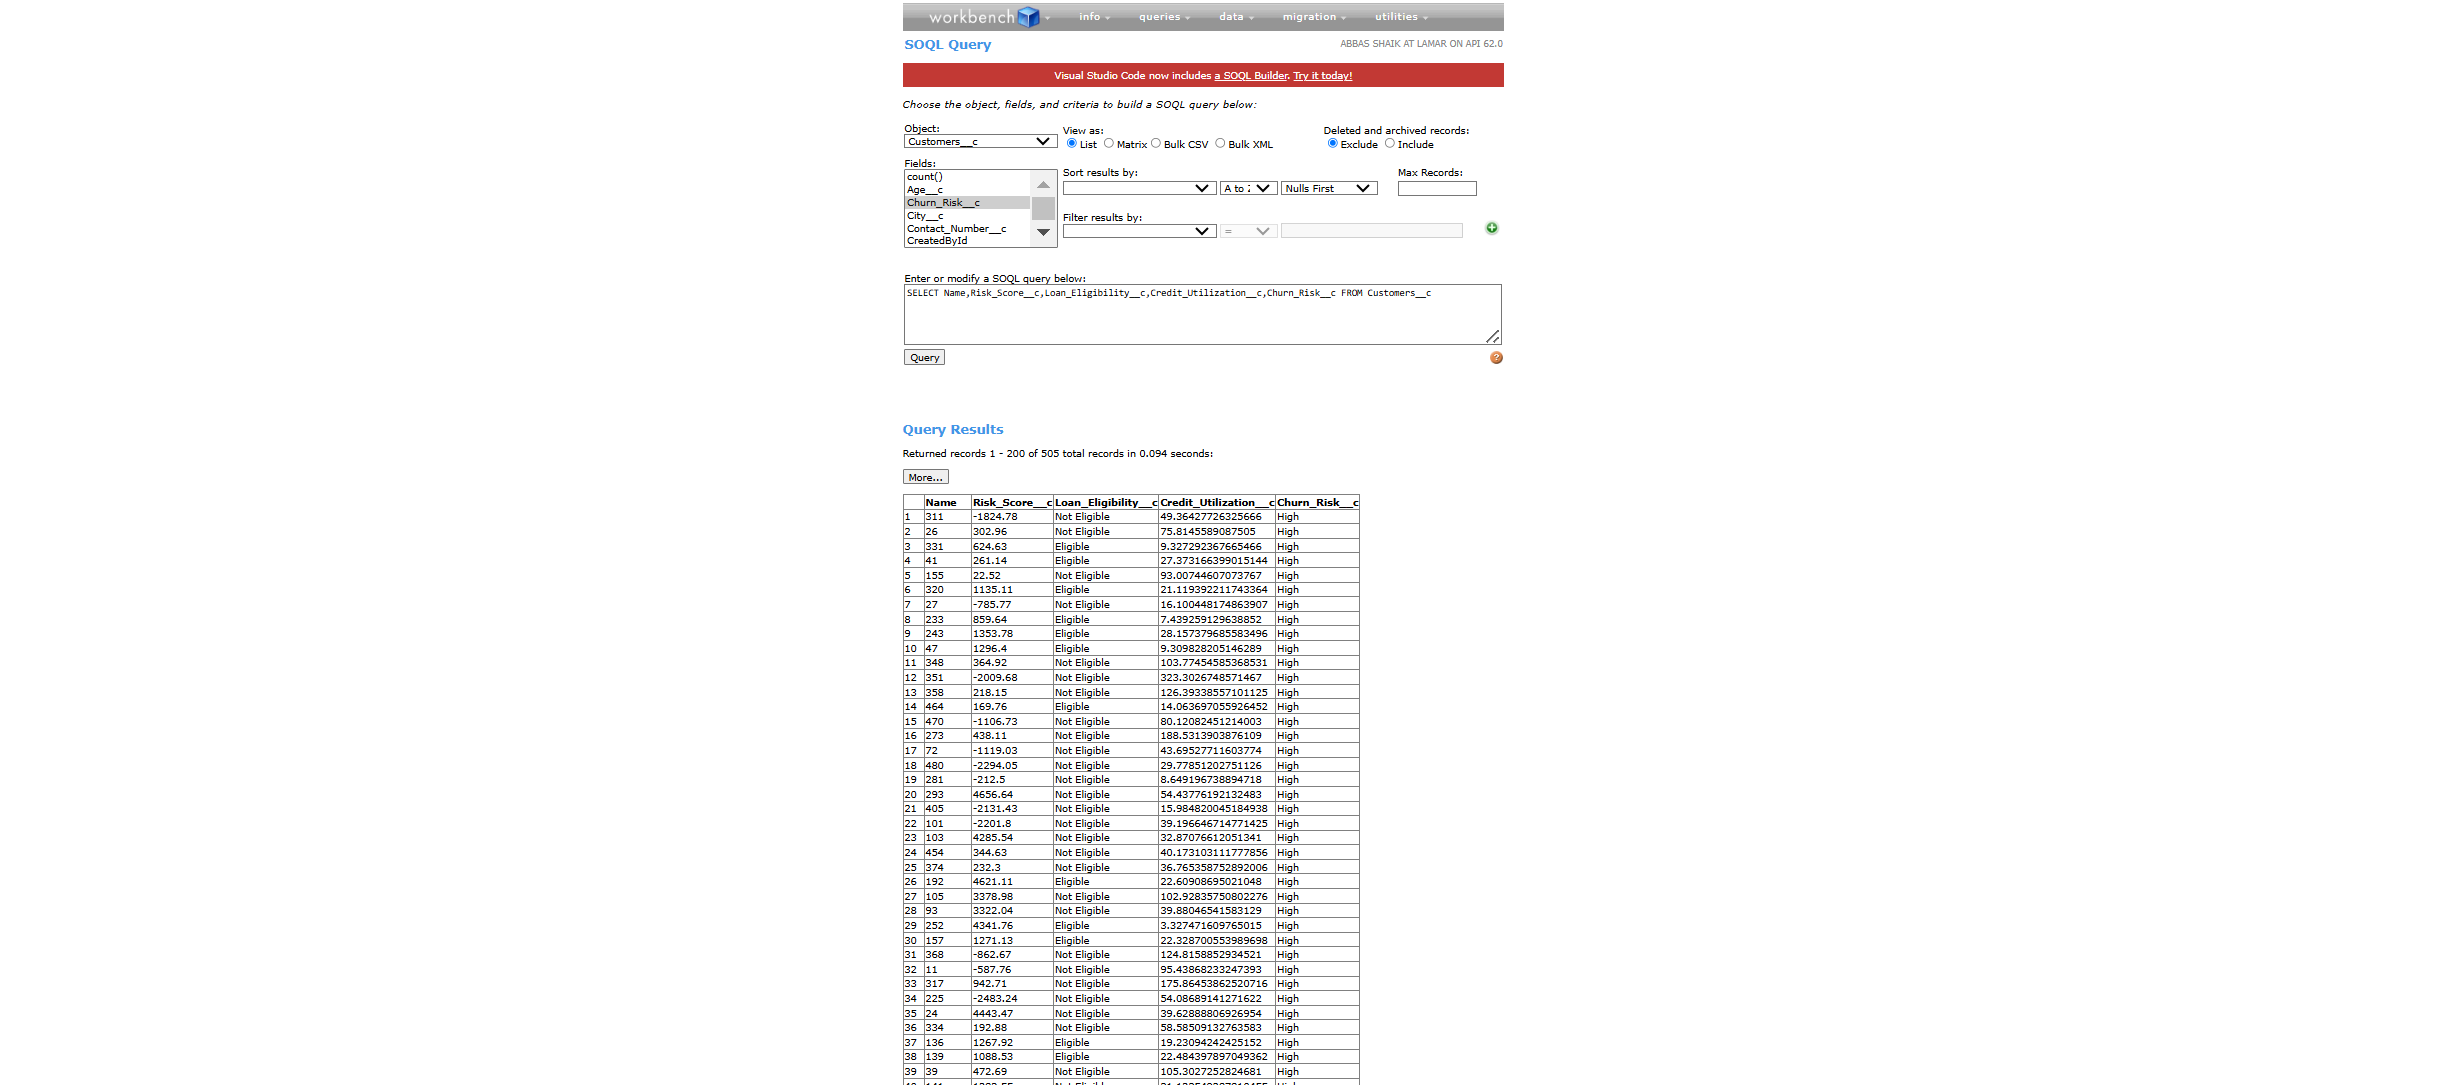 workbench info queries data migration utilities
SOQL Query
ABBAS SHAIK AT LAMAR ON API 62.0
Visual Studio Code now includes a SOQL Builder. Try it today!
Choose the object, fields, and criteria to build a SOQL query below:
Object:
Customers__c
View as:
List Matrix Bulk CSV Bulk XML
Deleted and archived records:
Exclude Include
Fields:
count()
Age__c
Churn_Risk__c
City__c
Contact_Number__c
CreatedById
Sort results by:
A to Nulls First
Max Records:
Filter results by:
=
Enter or modify a SOQL query below:
SELECT Name,Risk_Score__c,Loan_Eligibility__c,Credit_Utilization__c,Churn_Risk__c FROM Customers__c
Query
Query Results
Returned records 1 - 200 of 505 total records in 0.094 seconds:
More...
Name Risk_Score__c Loan_Eligibility__c Credit_Utilization__c Churn_Risk__c
1 311 -1824.78 Not Eligible 49.36427726325666 High
2 26 302.96 Not Eligible 75.8145589087505 High
3 331 624.63 Eligible 9.327292367665466 High
4 41 261.14 Eligible 27.373166399015144 High
5 155 22.52 Not Eligible 93.00744607073767 High
6 320 1135.11 Eligible 21.119392211743364 High
7 27 -785.77 Not Eligible 16.100448174863907 High
8 233 859.64 Eligible 7.439259129638852 High
9 243 1353.78 Eligible 28.157379685583496 High
10 47 1296.4 Eligible 9.309828205146289 High
11 348 364.92 Not Eligible 103.77454585368531 High
12 351 -2009.68 Not Eligible 323.3026748571467 High
13 358 218.15 Not Eligible 126.39338557101125 High
14 464 169.76 Eligible 14.063697055926452 High
15 470 -1106.73 Not Eligible 80.12082451214003 High
16 273 438.11 Not Eligible 188.5313903876109 High
17 72 -1119.03 Not Eligible 43.69527711603774 High
18 480 -2294.05 Not Eligible 29.77851202751126 High
19 281 -212.5 Not Eligible 8.649196738894718 High
20 293 4656.64 Not Eligible 54.43776192132483 High
21 405 -2131.43 Not Eligible 15.984820045184938 High
22 101 -2201.8 Not Eligible 39.196646714771425 High
23 103 4285.54 Not Eligible 32.87076612051341 High
24 454 344.63 Not Eligible 40.173103111777856 High
25 374 232.3 Not Eligible 36.765358752892006 High
26 192 4621.11 Eligible 22.60908695021048 High
27 105 3378.98 Not Eligible 102.92835750802276 High
28 93 3322.04 Not Eligible 39.88046541583129 High
29 252 4341.76 Eligible 3.327471609765015 High
30 157 1271.13 Eligible 22.328700553989698 High
31 368 -862.67 Not Eligible 124.8158852934521 High
32 11 -587.76 Not Eligible 95.43868233247393 High
33 317 942.71 Not Eligible 175.86453862520716 High
34 225 -2483.24 Not Eligible 54.08689141271622 High
35 24 4443.47 Not Eligible 39.62888806926954 High
36 334 192.88 Not Eligible 58.58509132763583 High
37 136 1267.92 Eligible 19.23094242425152 High
38 139 1088.53 Eligible 22.484397897049362 High
39 39 472.69 Not Eligible 105.3027252824681 High